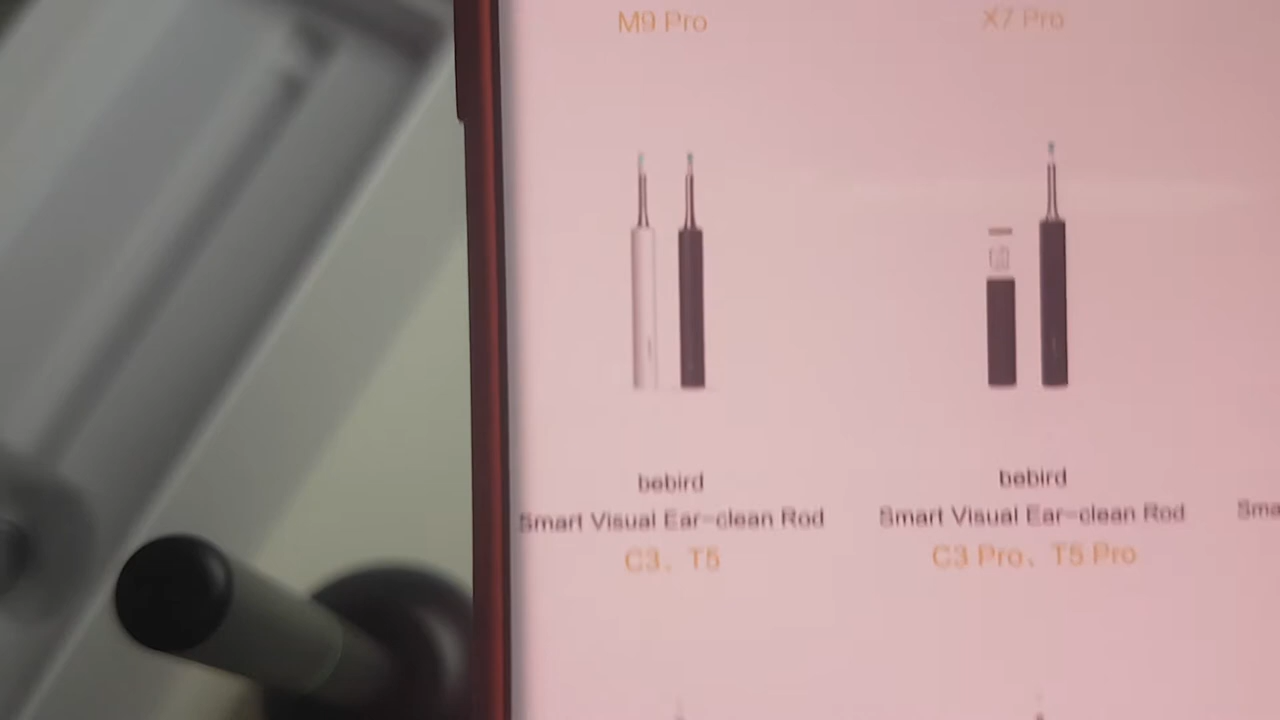 M9 Pro
X7 Pro
bebird
Smart Visual Ear-clean Rod
C3、T5
bebird
Smart Visual Ear-clean Rod
C3 Pro、T5 Pro
Sma